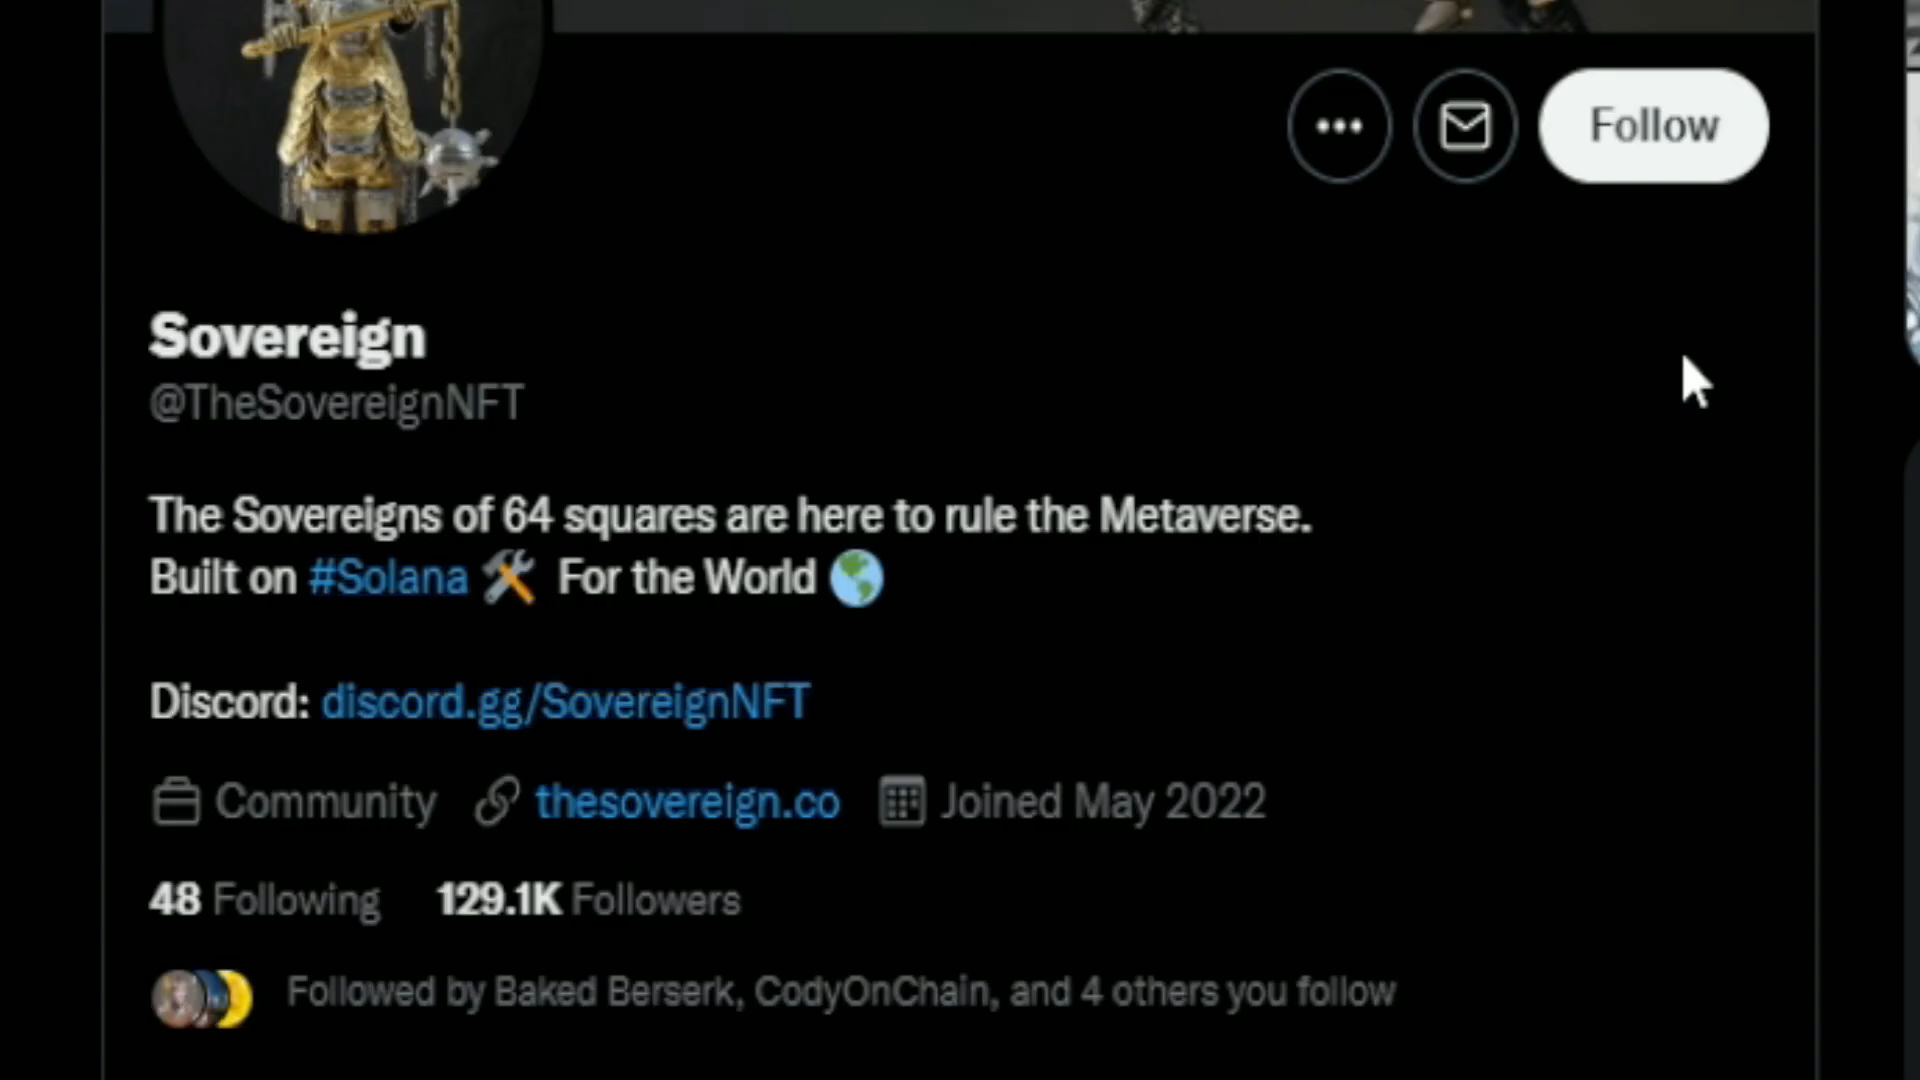 Follow
Sovereign
@TheSovereignNFT
The Sovereigns of 64 squares are here to rule the Metaverse.
Built on #Solana 🛠 For the World 🌎
Discord: discord.gg/SovereignNFT
Community thesovereign.co Joined May 2022
48 Following 129.1K Followers
Followed by Baked Berserk, CodyOnChain, and 4 others you follow